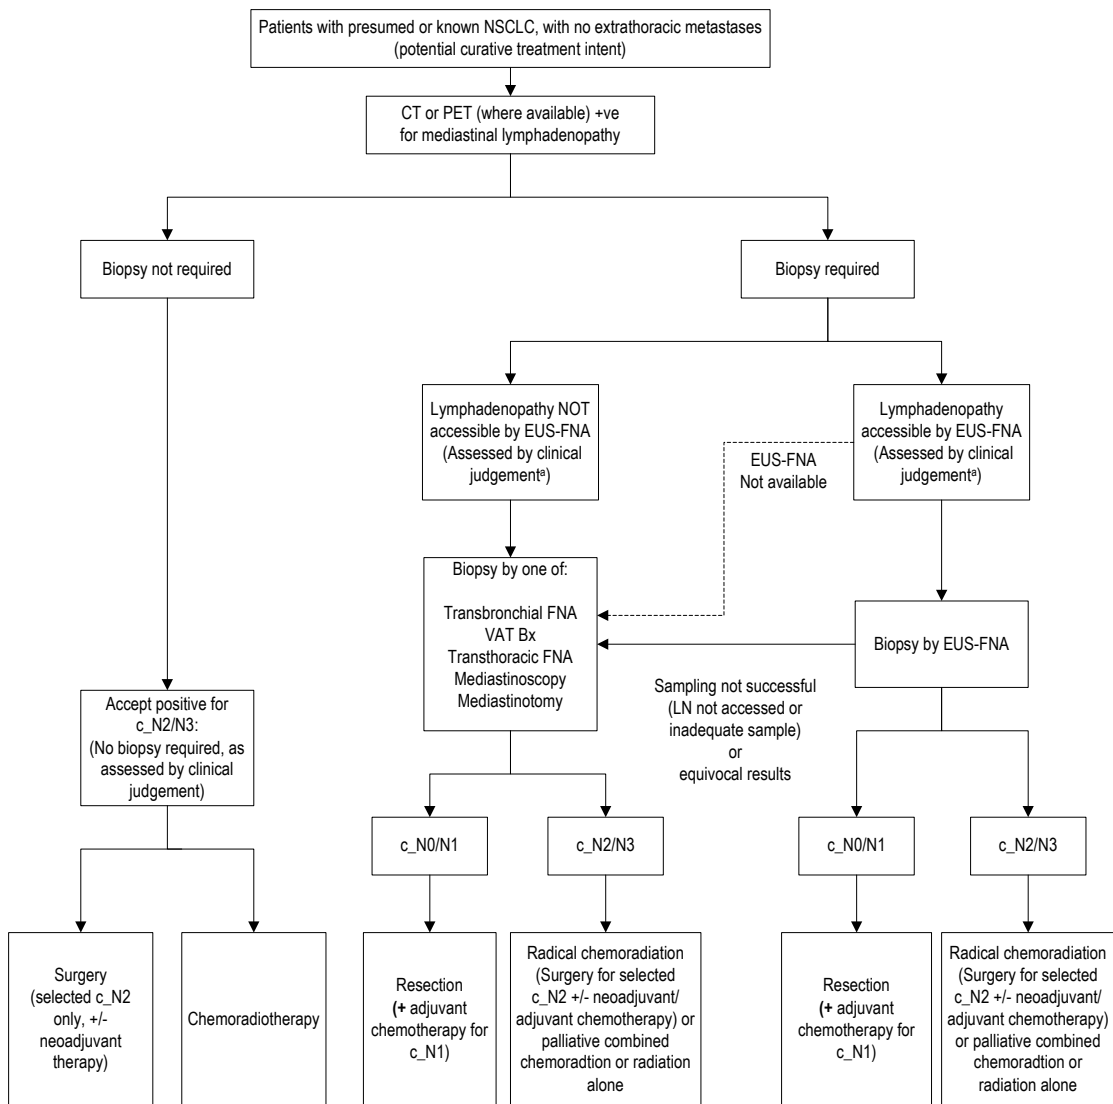 Patients with presumed or known NSCLC, with no extrathoracic metastases
(potential curative treatment intent)
CT or PET (where available) +ve
for mediastinal lymphadenopathy
Biopsy not required
Biopsy required
Lymphadenopathy NOT
accessible by EUS-FNA
(Assessed by clinical
judgementᵃ)
EUS-FNA
Not available
Lymphadenopathy
accessible by EUS-FNA
(Assessed by clinical
judgementᵃ)
Biopsy by one of:
Transbronchial FNA
VAT Bx
Transthoracic FNA
Mediastinoscopy
Mediastinotomy
Biopsy by EUS-FNA
Sampling not successful
(LN not accessed or
inadequate sample)
or
equivocal results
Accept positive for
c_N2/N3:
(No biopsy required, as
assessed by clinical
judgement)
c_N0/N1
c_N2/N3
c_N0/N1
c_N2/N3
Surgery
(selected c_N2
only, +/-
neoadjuvant
therapy)
Chemoradiotherapy
Resection
(+ adjuvant
chemotherapy for
c_N1)
Radical chemoradiation
(Surgery for selected
c_N2 +/- neoadjuvant/
adjuvant chemotherapy) or
palliative combined
chemoradtion or radiation
alone
Resection
(+ adjuvant
chemotherapy for
c_N1)
Radical chemoradiation
(Surgery for selected
c_N2 +/- neoadjuvant/
adjuvant chemotherapy)
or palliative combined
chemoradtion or
radiation alone